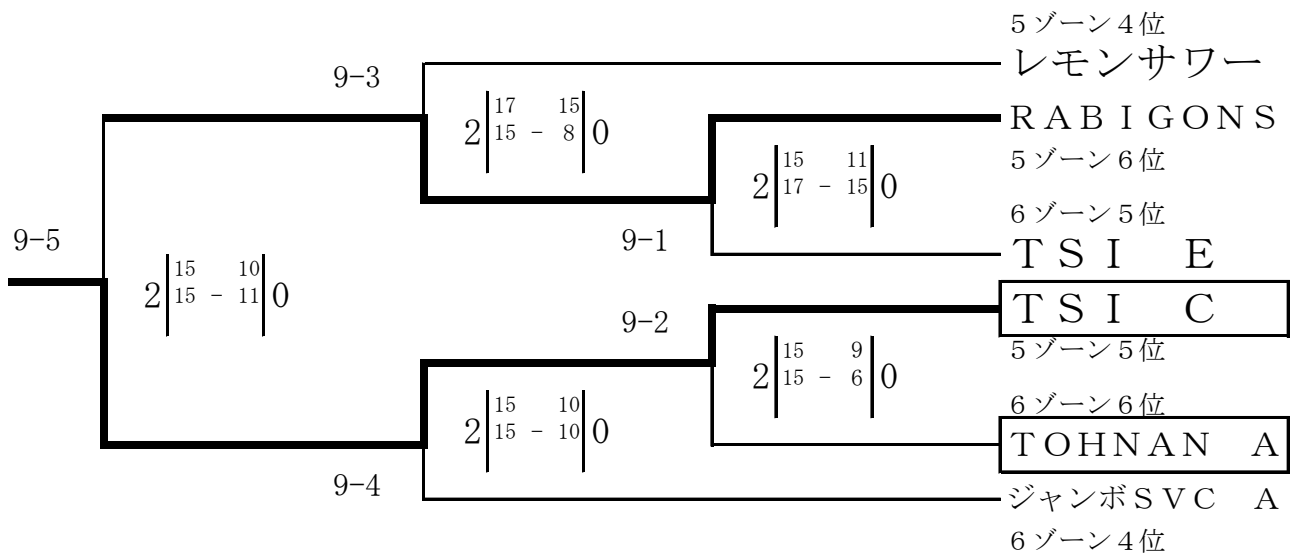 5ゾーン4位
レモンサワー
9-3
17 15
2 15 - 8 0
RABIGONS
5ゾーン6位
15 11
2 17 - 15 0
6ゾーン5位
9-5
9-1
TSI E
15 10
2 15 - 11 0
TSI C
9-2
5ゾーン5位
15 9
2 15 - 6 0
6ゾーン6位
15 10
2 15 - 10 0
TOHNAN A
9-4
ジャンボSVC A
6ゾーン4位